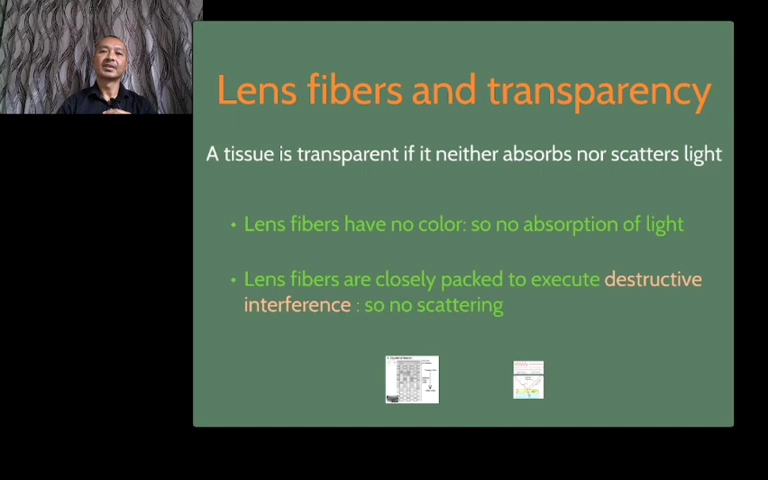 Lens fibers and transparency
A tissue is transparent if it neither absorbs nor scatters light
• Lens fibers have no color: so no absorption of light
• Lens fibers are closely packed to execute destructive
interference : so no scattering